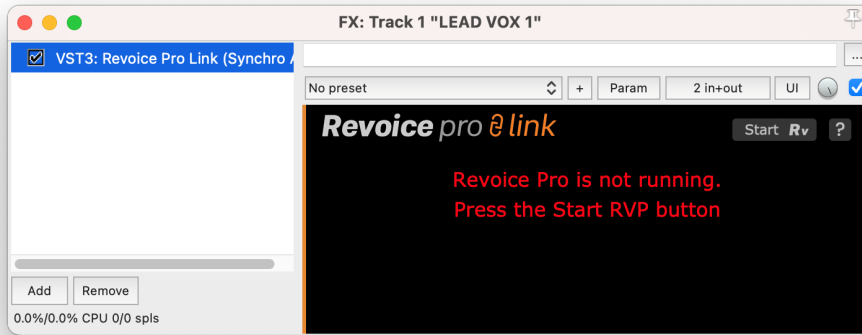 FX: Track 1 "LEAD VOX 1"
VST3: Revoice Pro Link (Synchro A
...
No preset + Param 2 in+out UI
Revoice pro link Start Rv ?
Revoice Pro is not running.
Press the Start RVP button
Add Remove
0.0%/0.0% CPU 0/0 spls